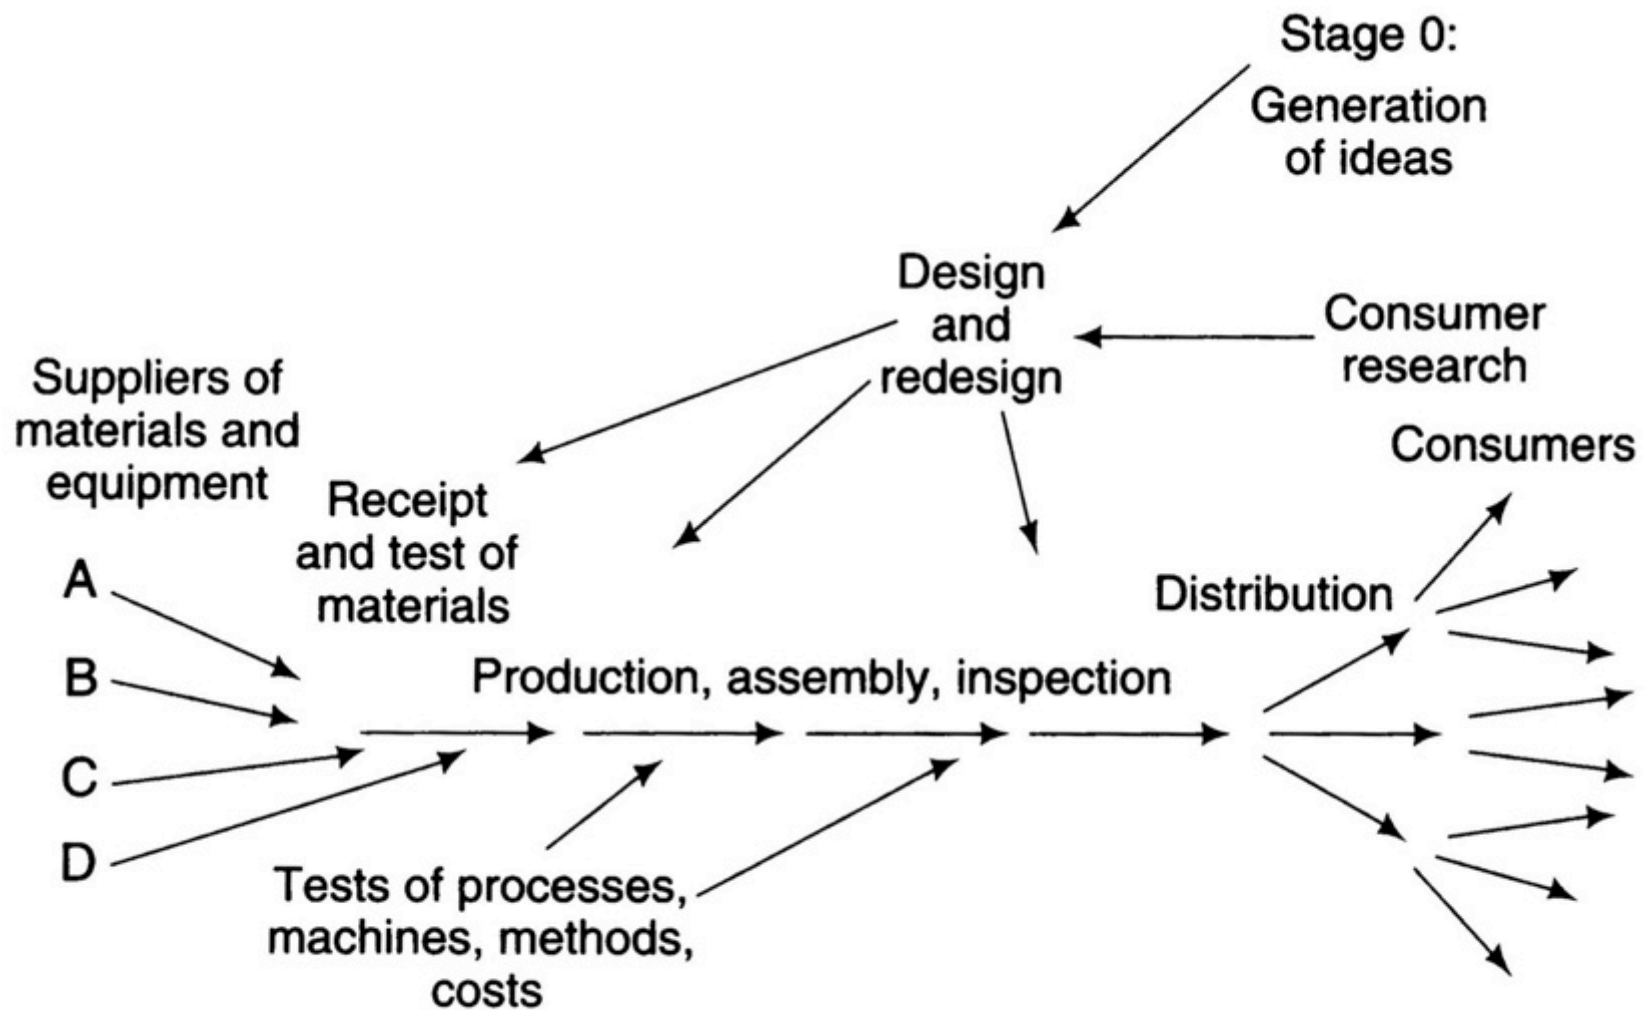 Stage 0:
Generation
of ideas
Design
and
redesign
Consumer
research
Consumers
Suppliers of
materials and
equipment
Receipt
and test of
materials
A
B
C
D
Distribution
Production, assembly, inspection
Tests of processes,
machines, methods,
costs